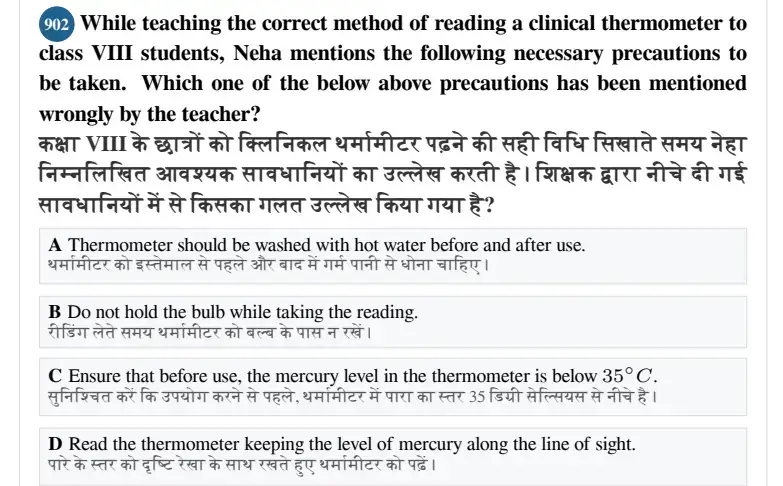 902 While teaching the correct method of reading a clinical thermometer to
class VIII students, Neha mentions the following necessary precautions to
be taken. Which one of the below above precautions has been mentioned
wrongly by the teacher?
कक्षा VIII के छात्रों को क्लिनिकल थर्मामीटर पढ़ने की सही विधि सिखाते समय नेहा
निम्नलिखित आवश्यक सावधानियों का उल्लेख करती है। शिक्षक द्वारा नीचे दी गई
सावधानियों में से किसका गलत उल्लेख किया गया है?
A Thermometer should be washed with hot water before and after use.
थर्मामीटर को इस्तेमाल से पहले और बाद में गर्म पानी से धोना चाहिए।
B Do not hold the bulb while taking the reading.
रीडिंग लेते समय थर्मामीटर को बल्ब के पास न रखें।
C Ensure that before use, the mercury level in the thermometer is below 35°C.
सुनिश्चित करें कि उपयोग करने से पहले, थर्मामीटर में पारा का स्तर 35 डिग्री सेल्सियस से नीचे है।
D Read the thermometer keeping the level of mercury along the line of sight.
पारे के स्तर को दृष्टि रेखा के साथ रखते हुए थर्मामीटर को पढ़ें।